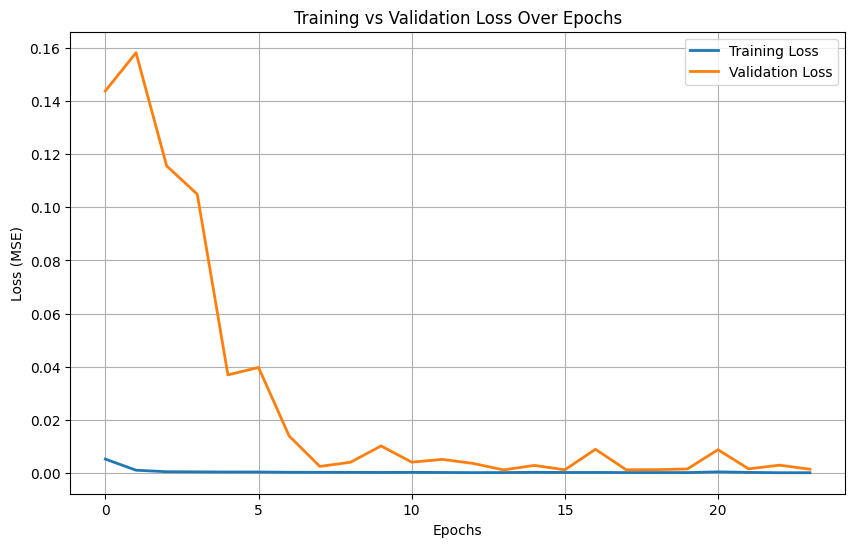 Training vs Validation Loss Over Epochs
Training Loss
Validation Loss
0.16
0.14
0.12
0.10
0.08
0.06
0.04
0.02
0.00
Loss (MSE)
0 5 10 15 20
Epochs